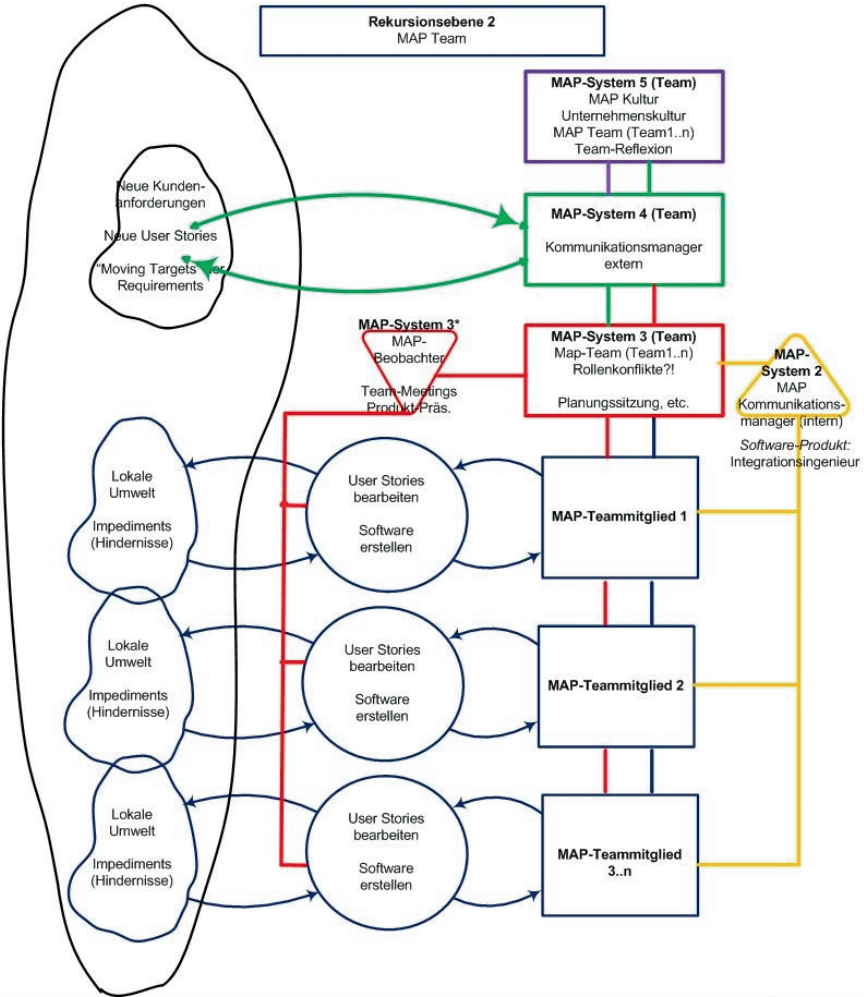 Rekursionsebene 2
MAP Team
MAP-System 5 (Team)
MAP Kultur
Unternehmenskultur
MAP Team (Team1..n)
Team-Reflexion
Neue Kunden-
anforderungen
Neue User Stories
"Moving Targets" der
Requirements
MAP-System 4 (Team)
Kommunikationsmanager
extern
MAP-System 3*
MAP-
Beobachter
Team-Meetings
Produkt-Präs.
MAP-System 3 (Team)
Map-Team (Team1..n)
Rollenkonflikte?!
Planungssitzung, etc.
MAP-
System 2
MAP
Kommunikations-
manager (intern)
Software-Produkt:
Integrationsingenieur
Lokale
Umwelt
Impediments
(Hindernisse)
User Stories
bearbeiten
Software
erstellen
MAP-Teammitglied 1
Lokale
Umwelt
Impediments
(Hindernisse)
User Stories
bearbeiten
Software
erstellen
MAP-Teammitglied 2
Lokale
Umwelt
Impediments
(Hindernisse)
User Stories
bearbeiten
Software
erstellen
MAP-Teammitglied
3..n